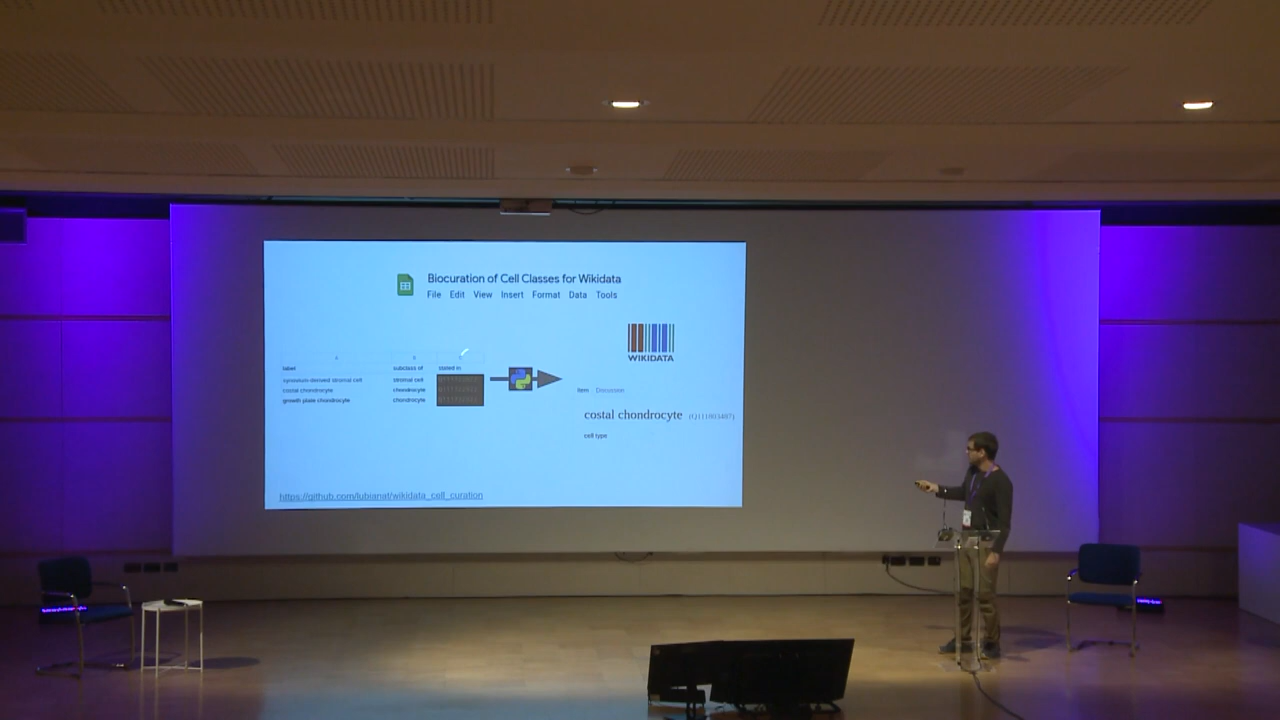 Biocuration of Cell Classes for Wikidata
File Edit View Insert Format Data Tools
WIKIDATA
A B
label subclass of stated in
synovium-derived stromal cell stromal cell
costal chondrocyte chondrocyte
growth plate chondrocyte chondrocyte
Item Discussion
costal chondrocyte (Q111803487)
cell type
https://github.com/lubianat/wikidata_cell_curation